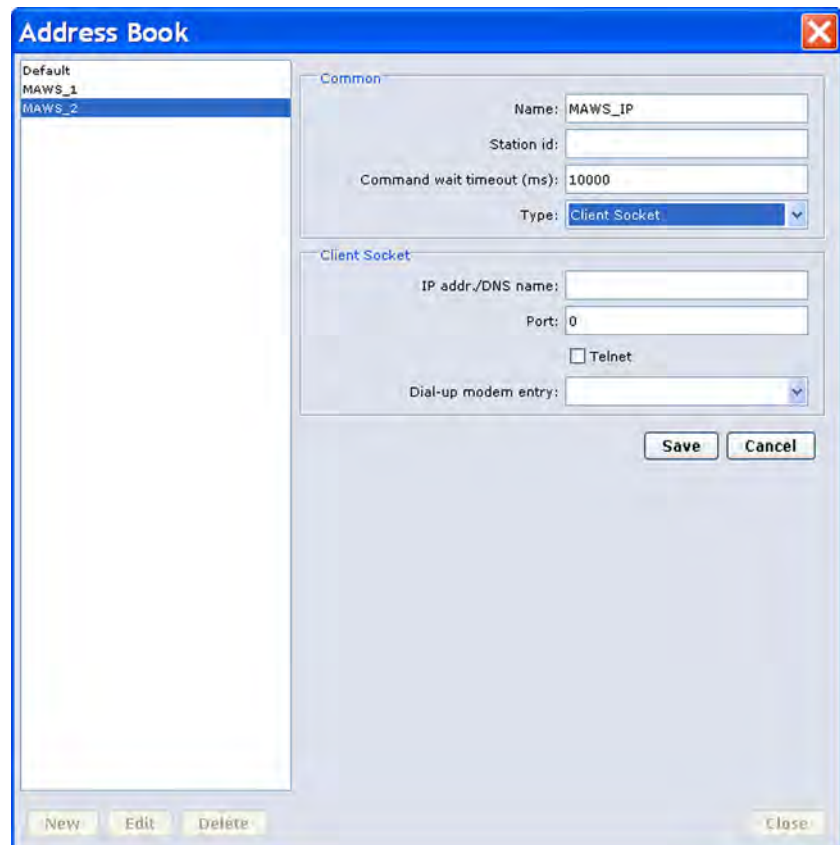 Address Book
Default
MAWS_1
MAWS_2
Common
Name: MAWS_IP
Station id:
Command wait timeout (ms): 10000
Type: Client Socket
Client Socket
IP addr./DNS name:
Port: 0
Telnet
Dial-up modem entry:
Save Cancel
New Edit Delete Close